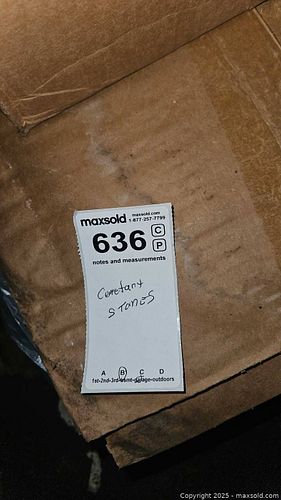 maxsold
maxsold.com
1-877-257-7799
636
C
P
notes and measurements
STONES
A B C D
1st-2nd-3rd-bsmt-garage-outdoors
Copyright © 2025 - maxsold.com